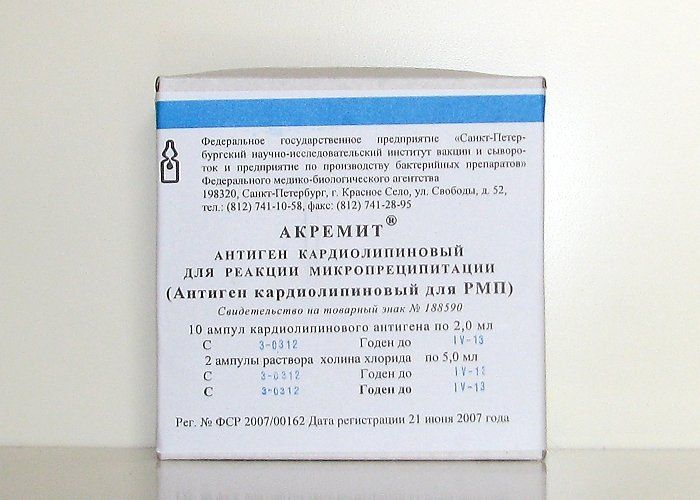 Федеральное государственное предприятие «Санкт-Петер-
бургский научно-исследовательский институт вакцин и сыворо-
ток и предприятие по производству бактерийных препаратов»
Федерального медико-биологического агентства
198320, Санкт-Петербург, г. Красное Село, ул. Свободы, д. 52,
тел.: (812) 741-10-58, факс: (812) 741-28-95
АКРЕМИТ®
АНТИГЕН КАРДИОЛИПИНОВЫЙ
ДЛЯ РЕАКЦИИ МИКРОПРЕЦИПИТАЦИИ
(Антиген кардиолипиновый для РМП)
Свидетельство на товарный знак № 188590
10 ампул кардиолипинового антигена по 2,0 мл
С 3-0312 Годен до IV-13
2 ампулы раствора холина хлорида по 5,0 мл
С 3-0312 Годен до IV-13
С 3-0312 Годен до IV-13
Рег. № ФСР 2007/00162 Дата регистрации 21 июня 2007 года